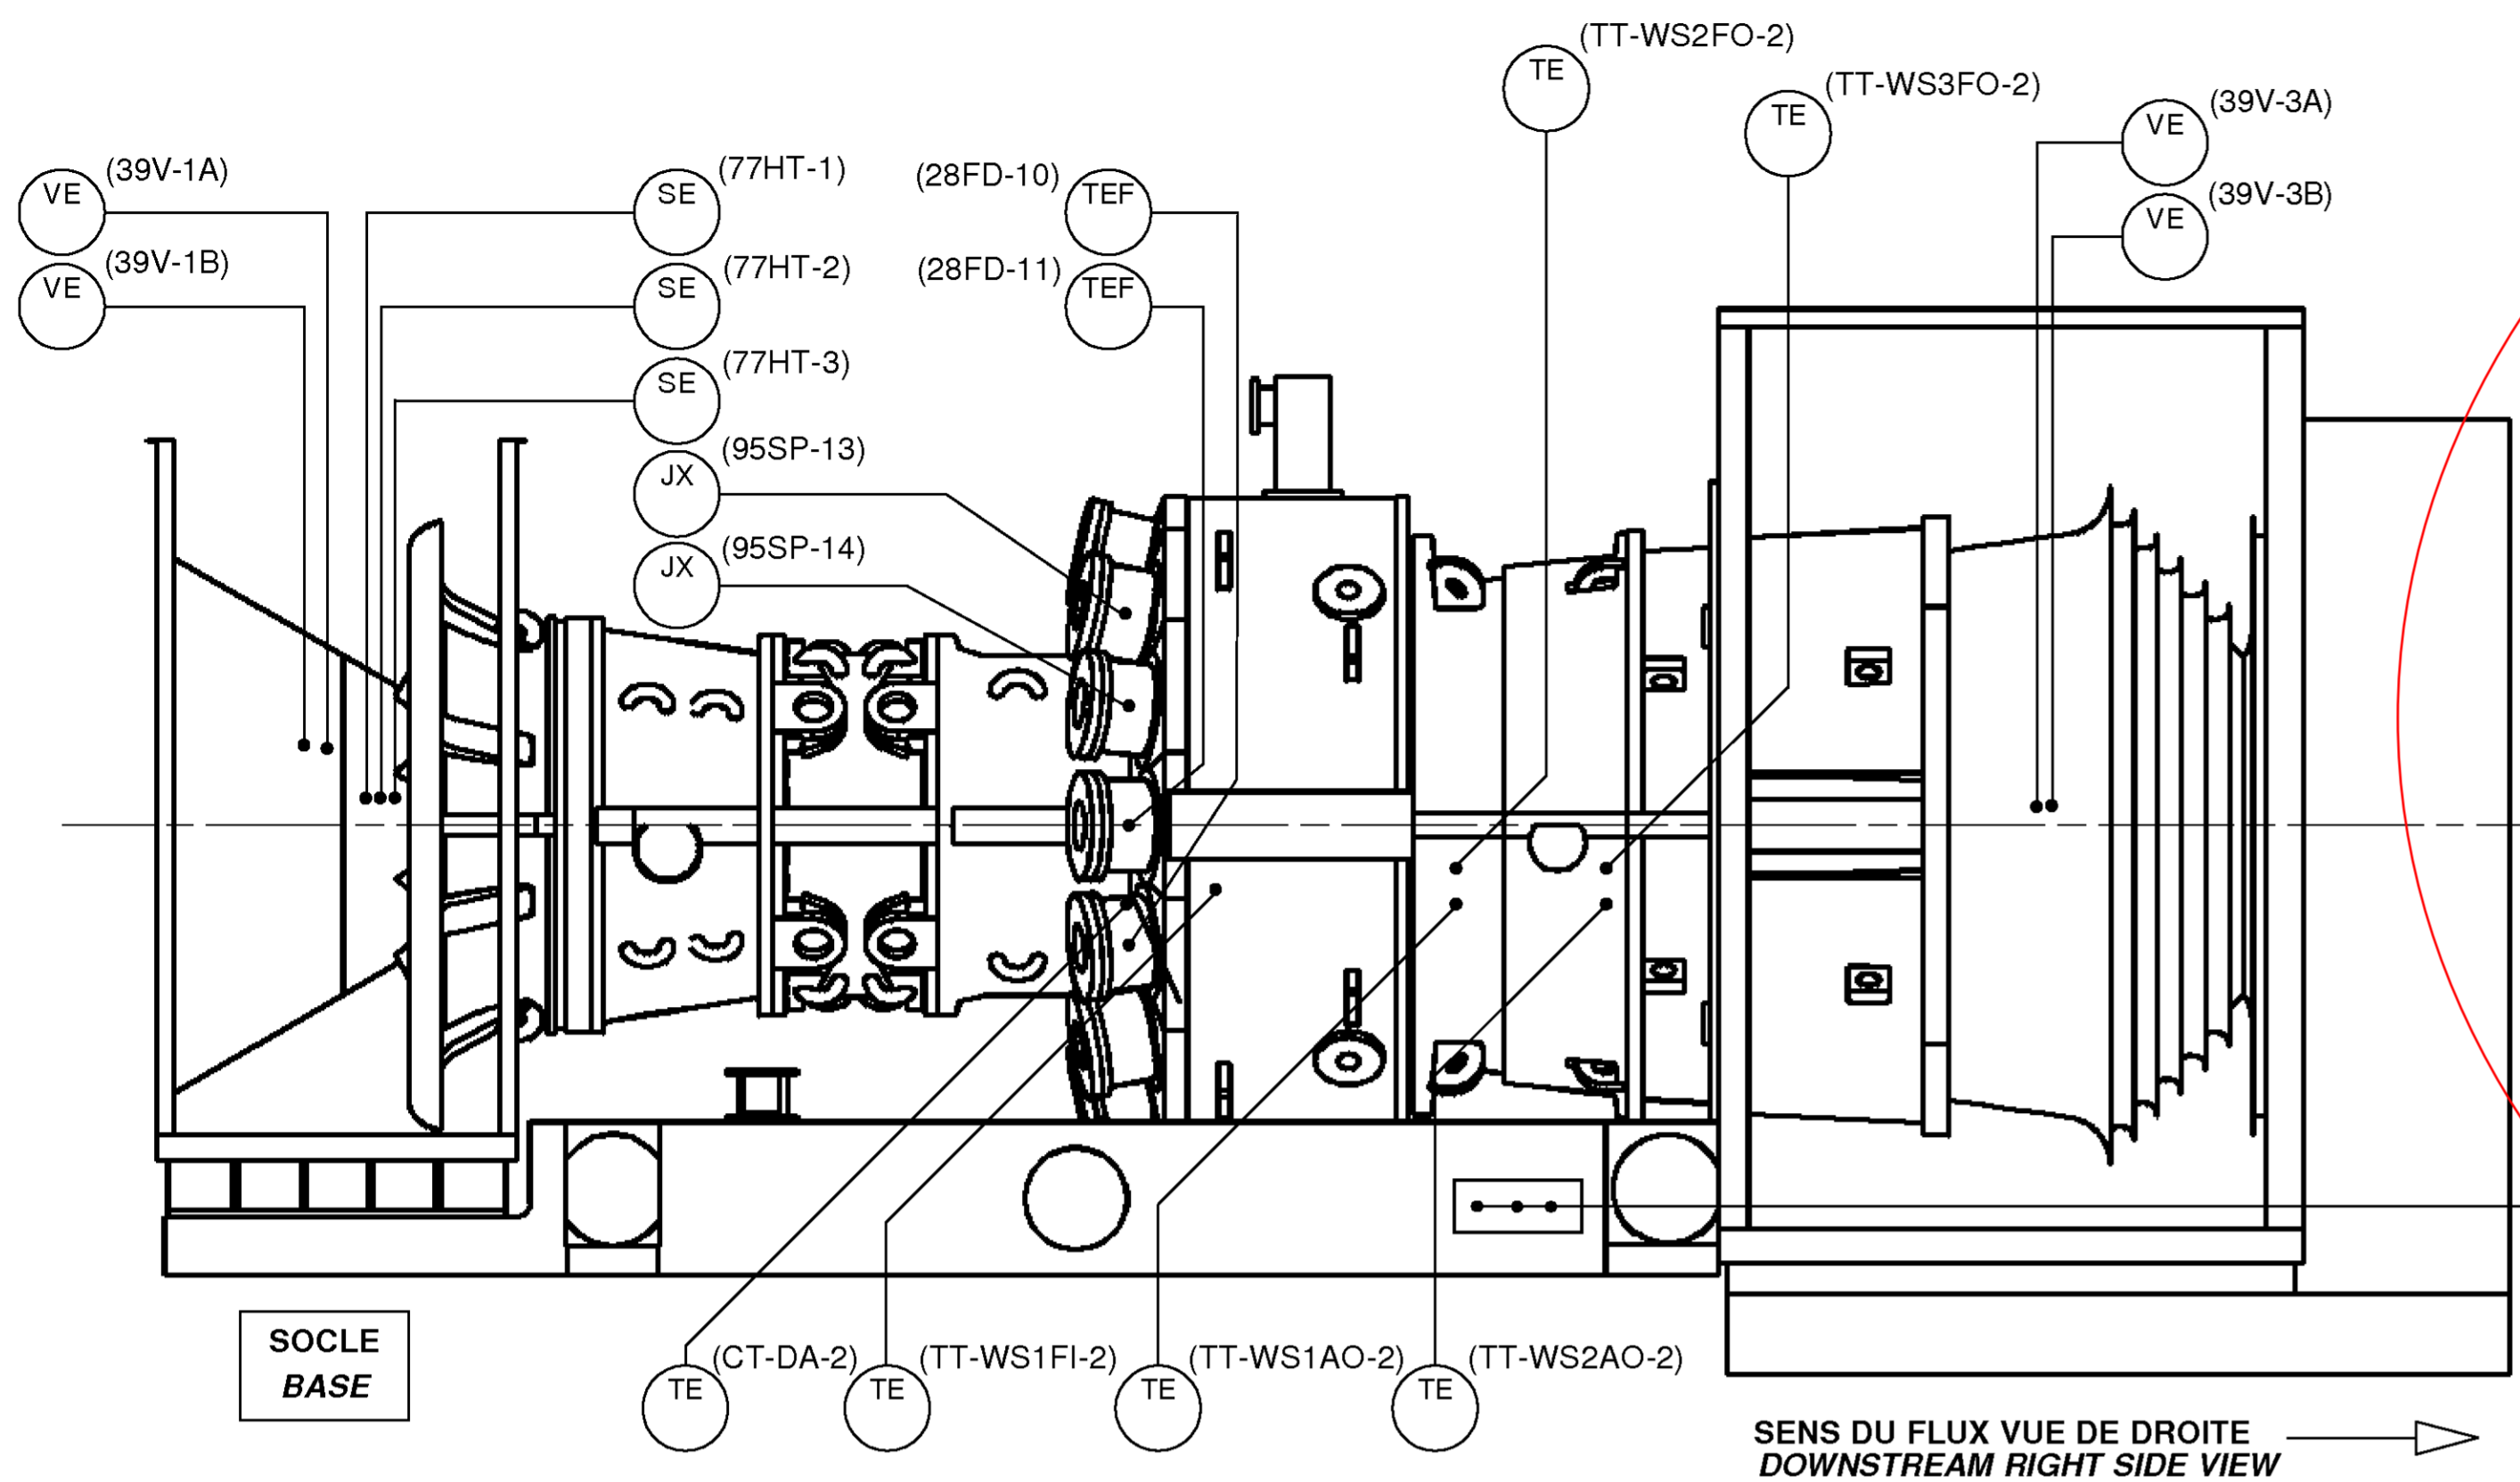 (TT-WS2FO-2)
TE
(TT-WS3FO-2)
TE
(39V-3A)
VE
(39V-3B)
VE
(39V-1A)
VE
(39V-1B)
VE
(77HT-1)
SE
(77HT-2)
SE
(77HT-3)
SE
(95SP-13)
JX
(95SP-14)
JX
(28FD-10)
TEF
(28FD-11)
TEF
SOCLE
BASE
(CT-DA-2)
TE
(TT-WS1FI-2)
TE
(TT-WS1AO-2)
TE
(TT-WS2AO-2)
TE
SENS DU FLUX VUE DE DROITE
DOWNSTREAM RIGHT SIDE VIEW